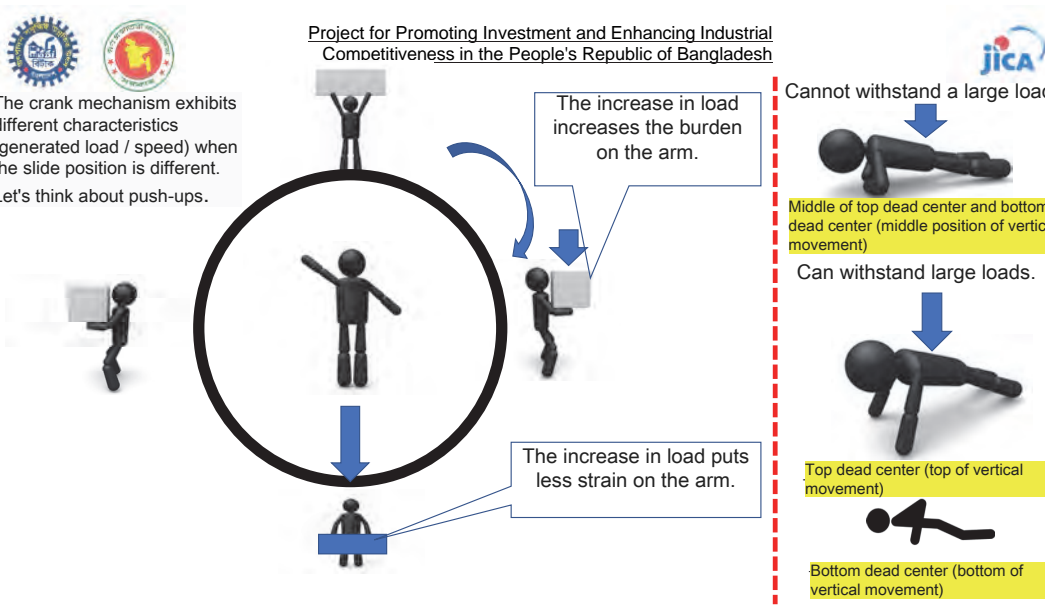 Project for Promoting Investment and Enhancing Industrial
Competitiveness in the People's Republic of Bangladesh
jICA
The crank mechanism exhibits
different characteristics
generated load / speed) when
the slide position is different.
Let's think about push-ups.
The increase in load
increases the burden
on the arm.
The increase in load puts
less strain on the arm.
Cannot withstand a large load
Middle of top dead center and bottom
dead center (middle position of vertic
movement)
Can withstand large loads.
Top dead center (top of vertical
movement)
Bottom dead center (bottom of
vertical movement)